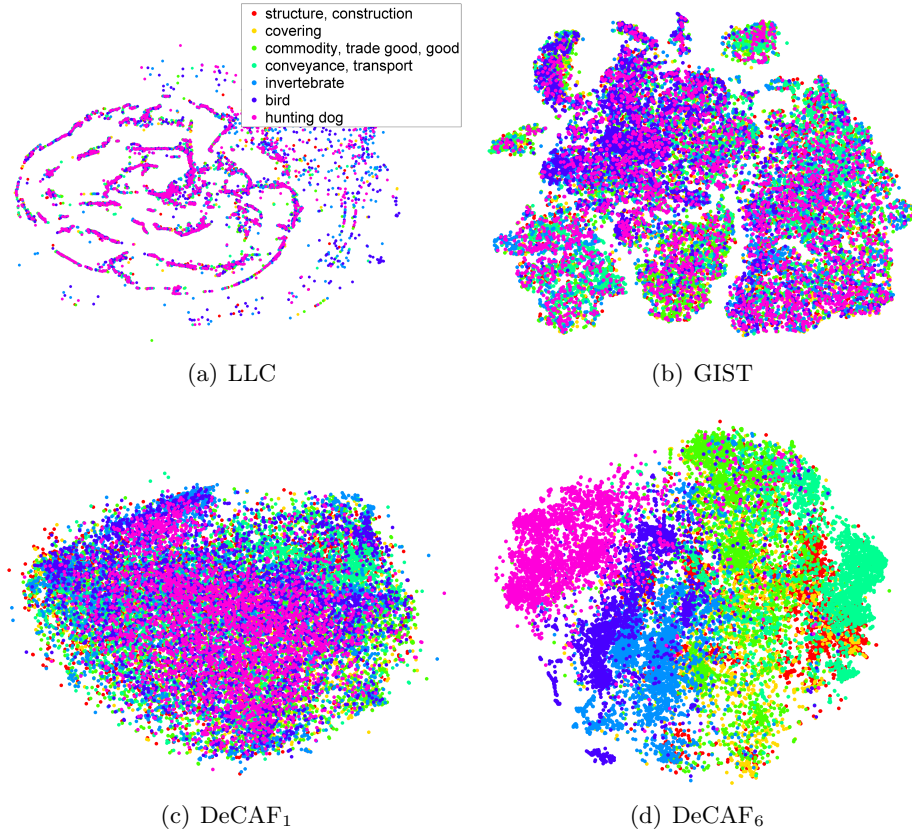 structure, construction
covering
commodity, trade good, good
conveyance, transport
invertebrate
bird
hunting dog
(a) LLC
(b) GIST
(c) DeCAF₁
(d) DeCAF₆